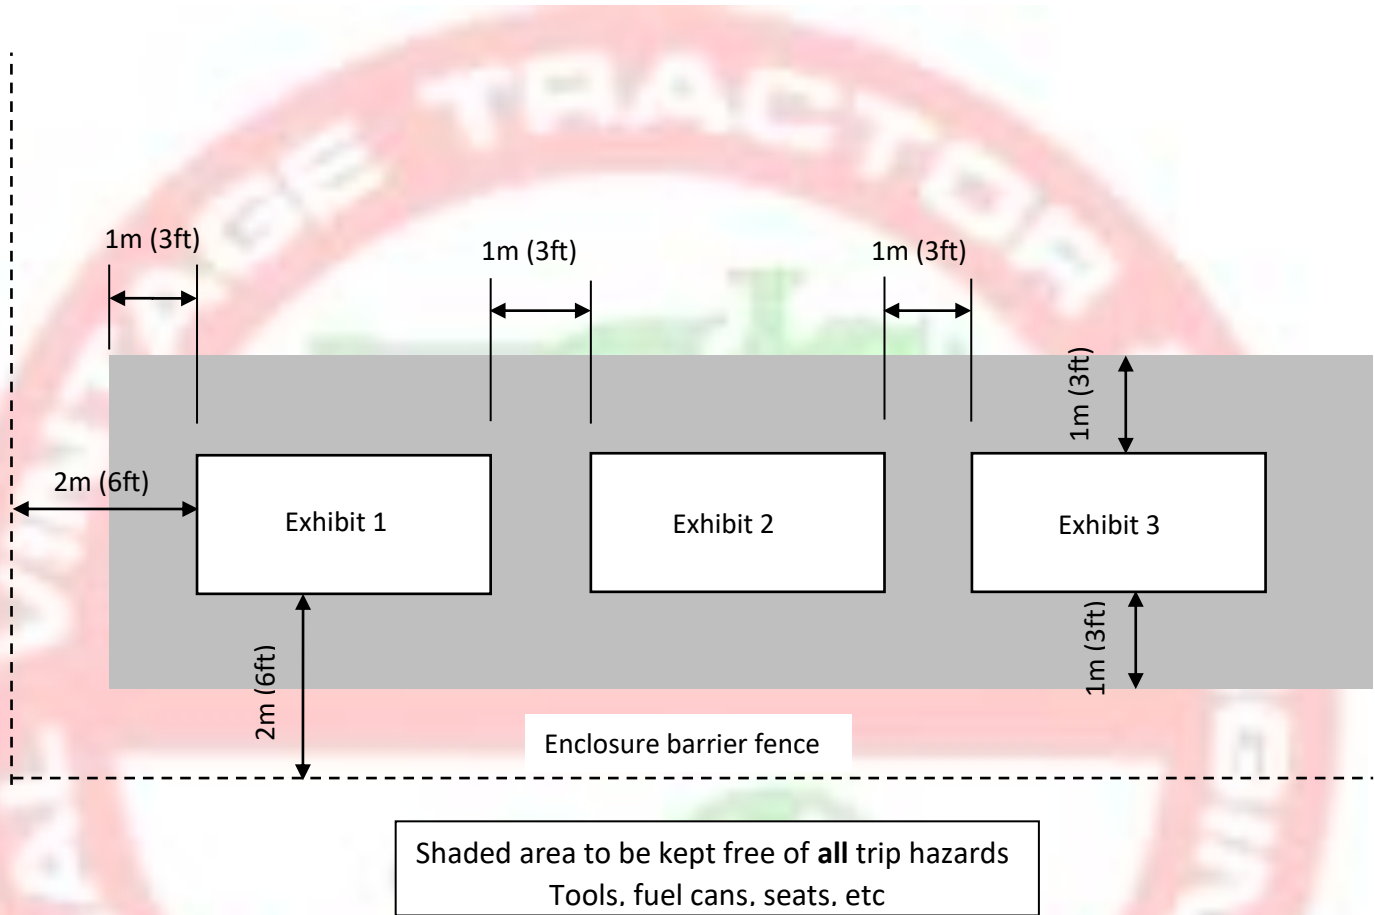 VINTAGE TRACTOR
1m (3ft)
1m (3ft)
1m (3ft)
1m (3ft)
2m (6ft)
Exhibit 1
Exhibit 2
Exhibit 3
2m (6ft)
1m (3ft)
Enclosure barrier fence
Shaded area to be kept free of all trip hazards
Tools, fuel cans, seats, etc